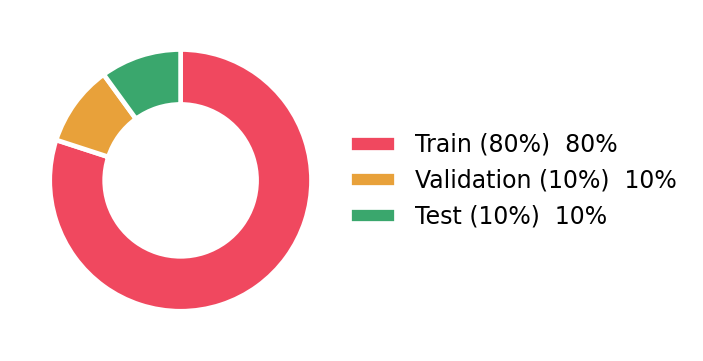 Train (80%)  80%
Validation (10%)  10%
Test (10%)  10%